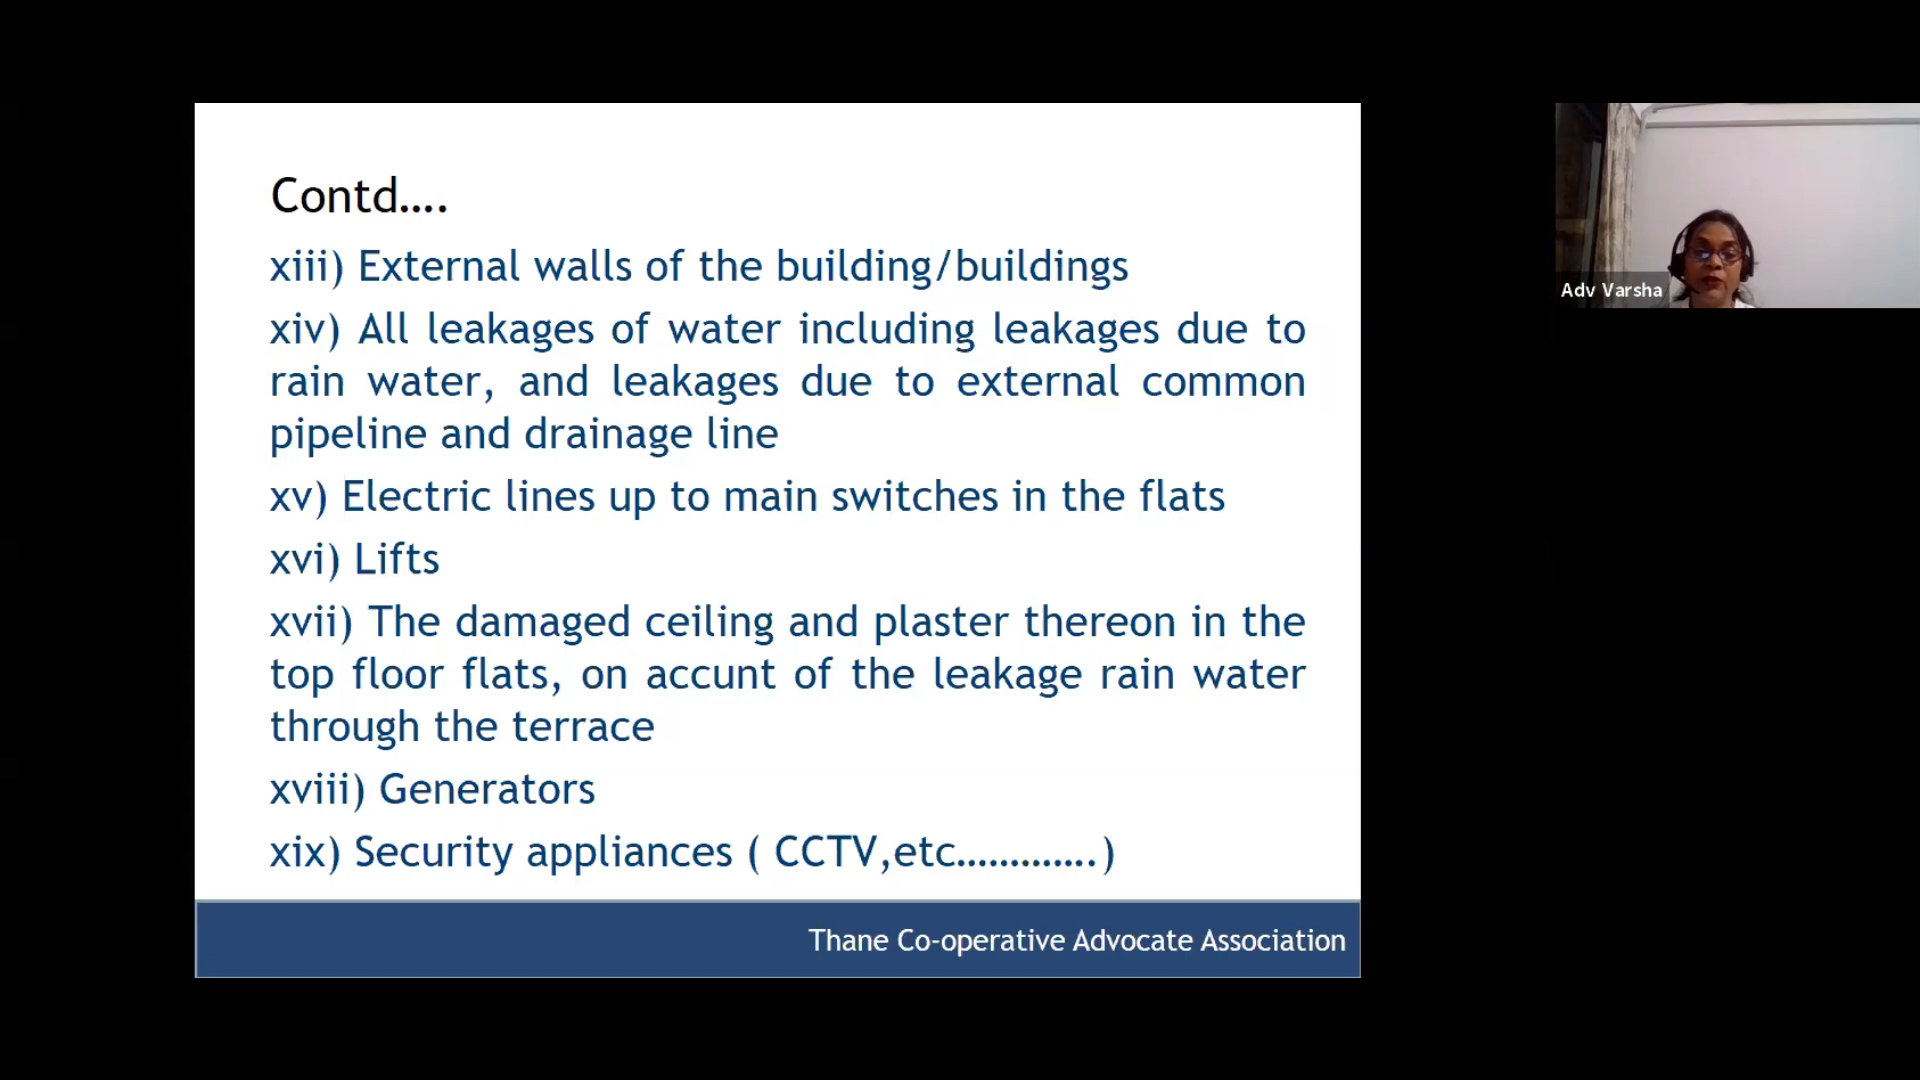 Contd....
xiii) External walls of the building/buildings
xiv) All leakages of water including leakages due to
rain water, and leakages due to external common
pipeline and drainage line
xv) Electric lines up to main switches in the flats
xvi) Lifts
xvii) The damaged ceiling and plaster thereon in the
top floor flats, on accunt of the leakage rain water
through the terrace
xviii) Generators
xix) Security appliances ( CCTV,etc.............)
Thane Co-operative Advocate Association
Adv Varsha